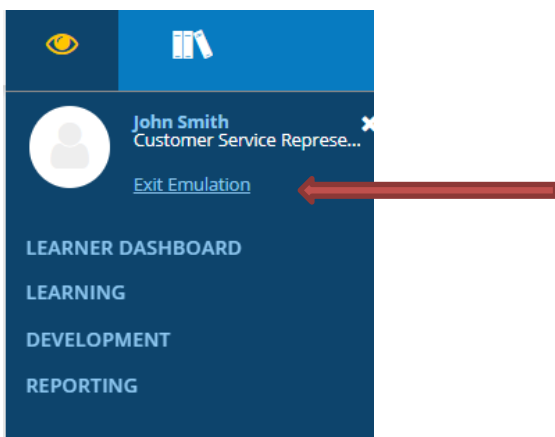 John Smith
Customer Service Represe...
Exit Emulation
LEARNER DASHBOARD
LEARNING
DEVELOPMENT
REPORTING